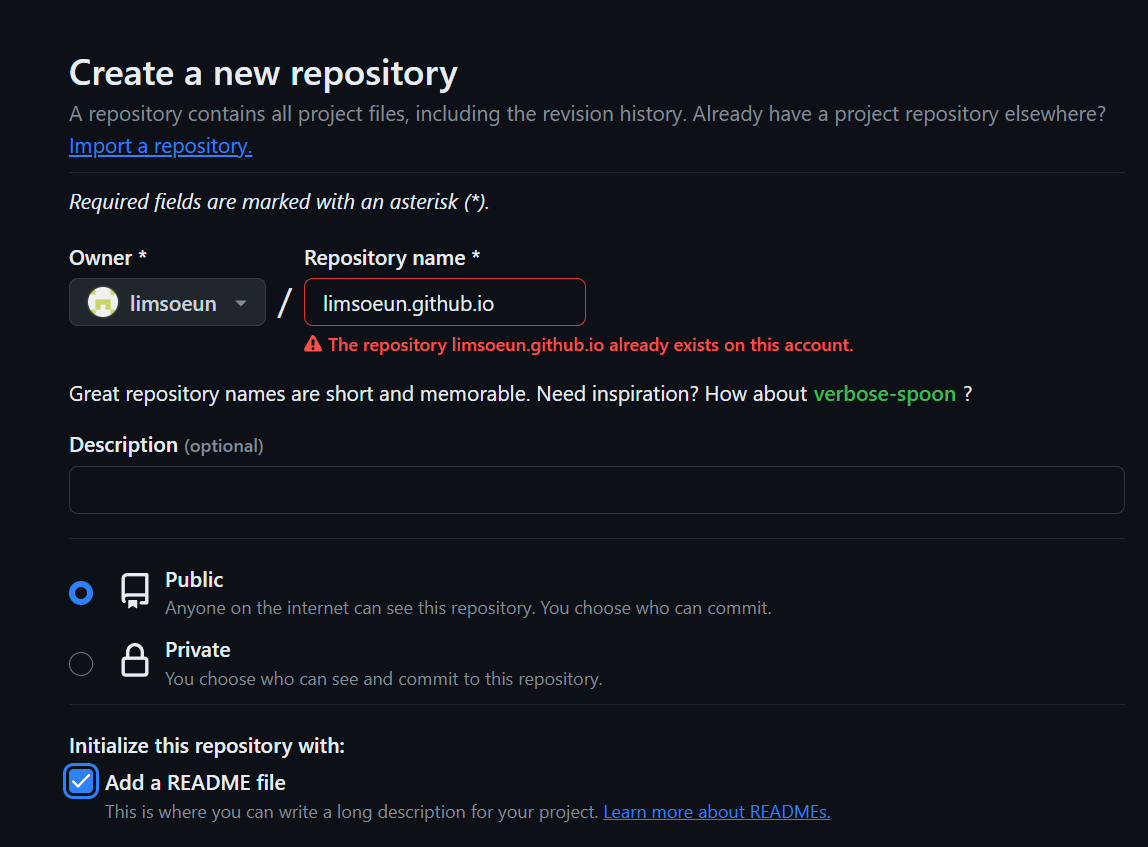 Create a new repository
A repository contains all project files, including the revision history. Already have a project repository elsewhere?
Import a repository.
Required fields are marked with an asterisk (*).
Owner *
Repository name *
limsoeun
/
limsoeun.github.io
The repository limsoeun.github.io already exists on this account.
Great repository names are short and memorable. Need inspiration? How about verbose-spoon ?
Description (optional)
Public
Anyone on the internet can see this repository. You choose who can commit.
Private
You choose who can see and commit to this repository.
Initialize this repository with:
Add a README file
This is where you can write a long description for your project. Learn more about READMEs.